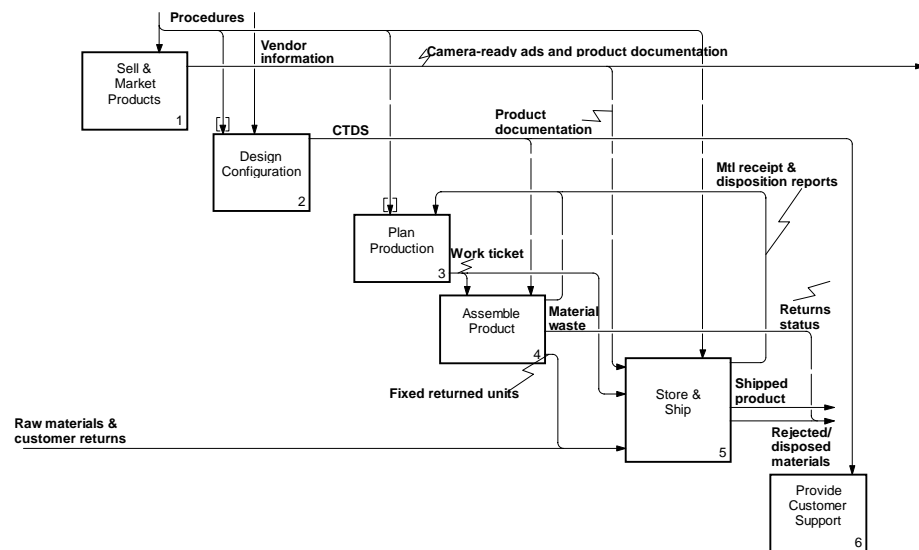 Procedures
Vendor
information
Camera-ready ads and product documentation
Sell &
Market
Products
1
Product
documentation
CTDS
[ ]
Design
Configuration
2
Mtl receipt &
disposition reports
[ ]
Plan
Production
3
Work ticket
Assemble
Product
4
Material
waste
Returns
status
Fixed returned units
Store &
Ship
5
Shipped
product
Raw materials &
customer returns
Rejected/
disposed
materials
Provide
Customer
Support
6